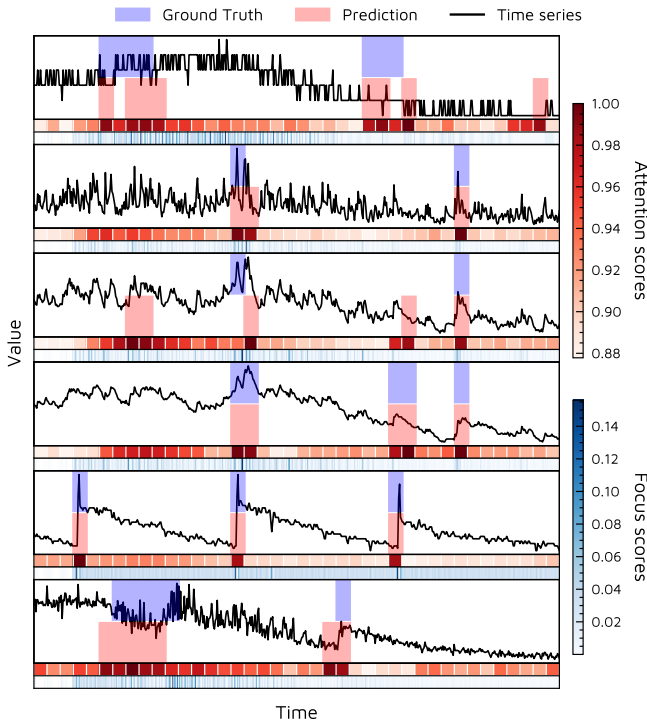 Ground Truth Prediction Time series
Value
Time
1.00
0.98
0.96
0.94
0.92
0.90
0.88
Attention scores
0.14
0.12
0.10
0.08
0.06
0.04
0.02
Focus scores